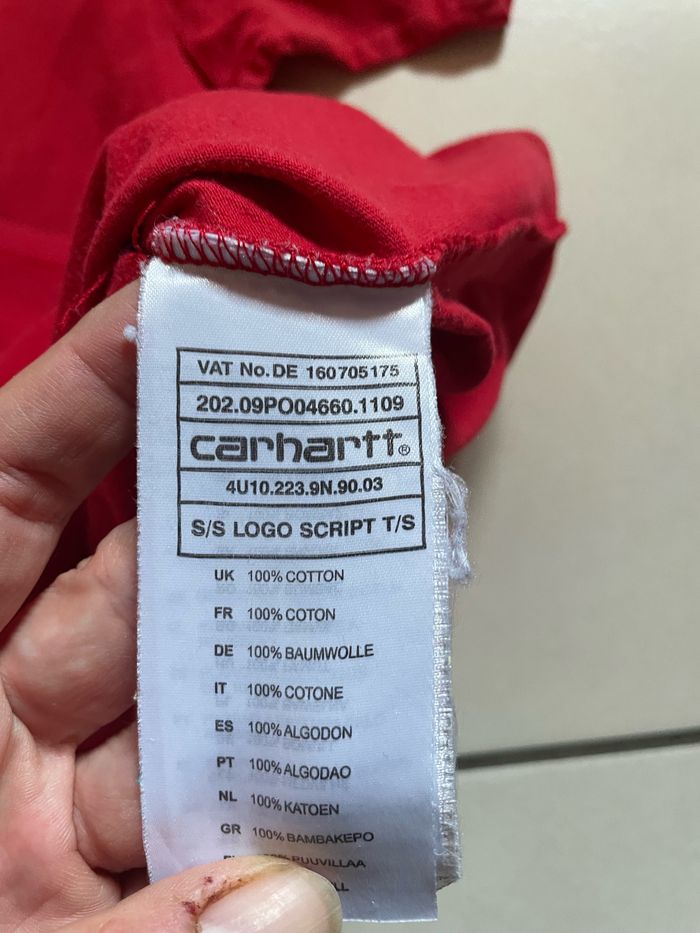 VAT No. DE 160705175
202.09PO04660.1109
carhartt®
4U10.223.9N.90.03
S/S LOGO SCRIPT T/S
UK 100% COTTON
FR 100% COTON
DE 100% BAUMWOLLE
IT 100% COTONE
ES 100% ALGODON
PT 100% ALGODAO
NL 100% KATOEN
GR 100% BAMBAKEPO
PUUVILLAA